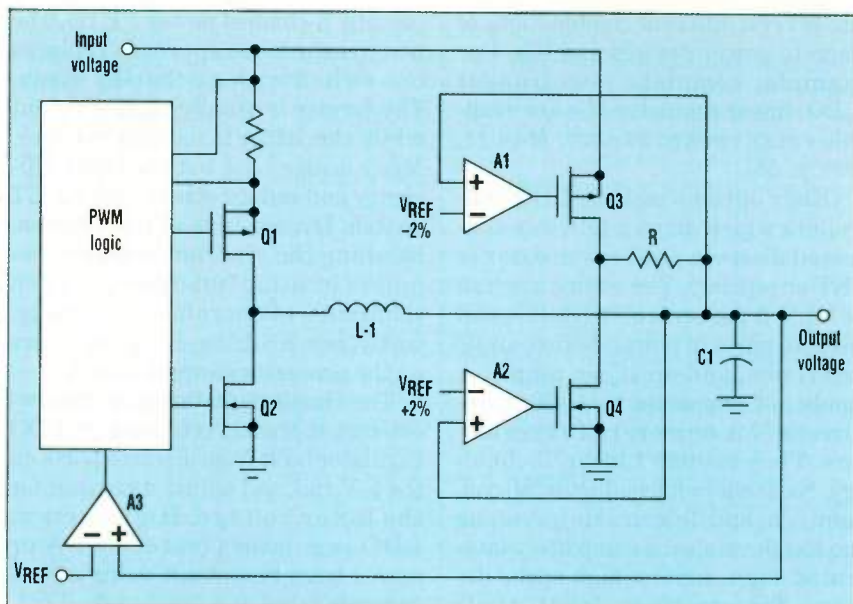 Input
voltage
PWM
logic
Q1
Q2
L-1
A1
+
−
VREF
−2%
Q3
R
A2
+
−
VREF
+2%
Q4
C1
Output
voltage
A3
−
+
VREF